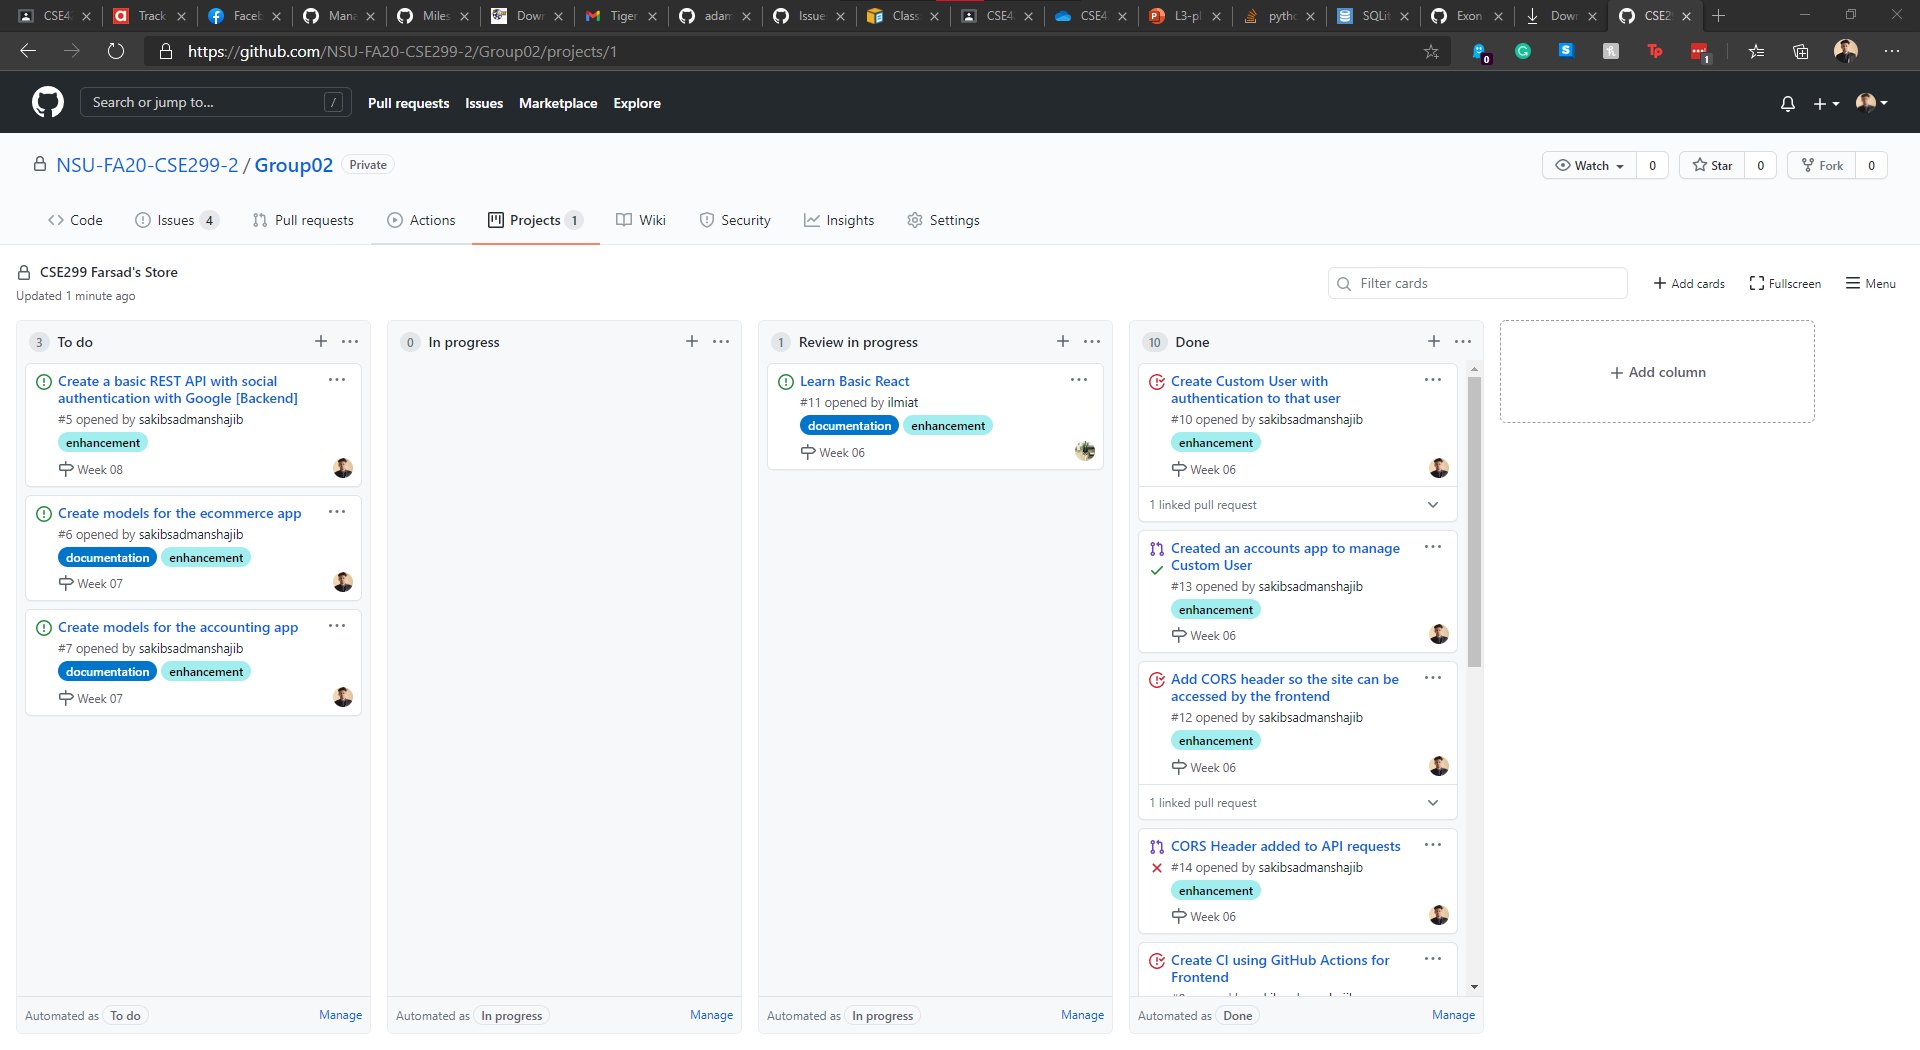 CSE4
Track
Faceb
Mana
Miles
Dow
Tiger
adam
Issue
Class
CSE4
CSE4
L3-p
pyth
SQLit
Exon
Dow
CSE2
https://github.com/NSU-FA20-CSE299-2/Group02/projects/1
0
1
Search or jump to...
/
Pull requests
Issues
Marketplace
Explore
NSU-FA20-CSE299-2 / Group02
Private
Watch 0
Star 0
Fork 0
Code
Issues 4
Pull requests
Actions
Projects 1
Wiki
Security
Insights
Settings
CSE299 Farsad's Store
Updated 1 minute ago
Filter cards
Add cards
Fullscreen
Menu
3 To do
Create a basic REST API with social
authentication with Google [Backend]
#5 opened by sakibsadmanshajib
enhancement
Week 08
Create models for the ecommerce app
#6 opened by sakibsadmanshajib
documentation enhancement
Week 07
Create models for the accounting app
#7 opened by sakibsadmanshajib
documentation enhancement
Week 07
Automated as To do
Manage
0 In progress
Automated as In progress
Manage
1 Review in progress
Learn Basic React
#11 opened by ilmiat
documentation enhancement
Week 06
Automated as In progress
Manage
10 Done
Create Custom User with
authentication to that user
#10 opened by sakibsadmanshajib
enhancement
Week 06
1 linked pull request
Created an accounts app to manage
Custom User
#13 opened by sakibsadmanshajib
enhancement
Week 06
Add CORS header so the site can be
accessed by the frontend
#12 opened by sakibsadmanshajib
enhancement
Week 06
1 linked pull request
CORS Header added to API requests
#14 opened by sakibsadmanshajib
enhancement
Week 06
Create CI using GitHub Actions for
Frontend
Automated as Done
Manage
Add column